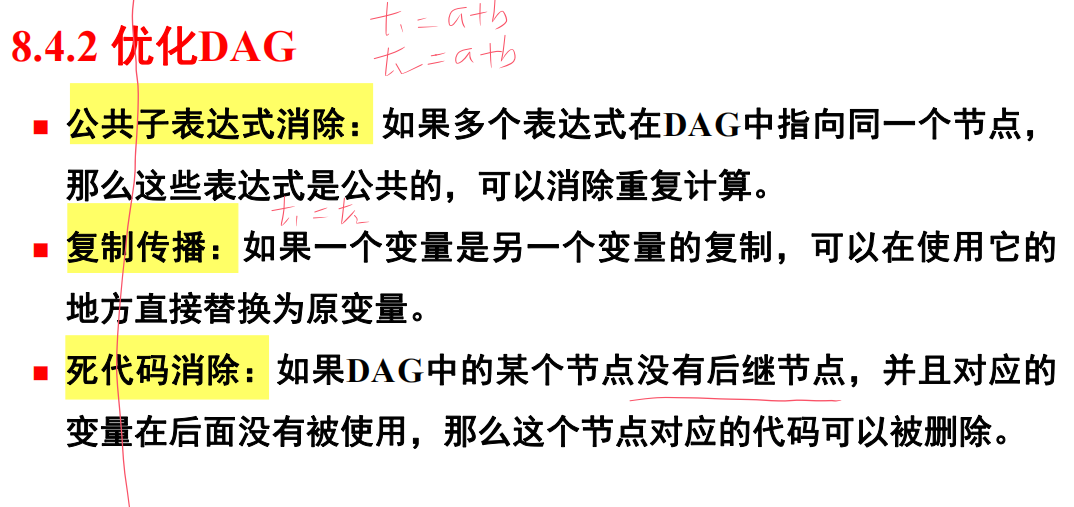 8.4.2 优化DAG
t₁=a+b
t₂=a+b
■ 公共子表达式消除：如果多个表达式在DAG中指向同一个节点，
那么这些表达式是公共的，可以消除重复计算。
t₁=t₂
■ 复制传播：如果一个变量是另一个变量的复制，可以在使用它的
地方直接替换为原变量。
■ 死代码消除：如果DAG中的某个节点没有后继节点，并且对应的
变量在后面没有被使用，那么这个节点对应的代码可以被删除。